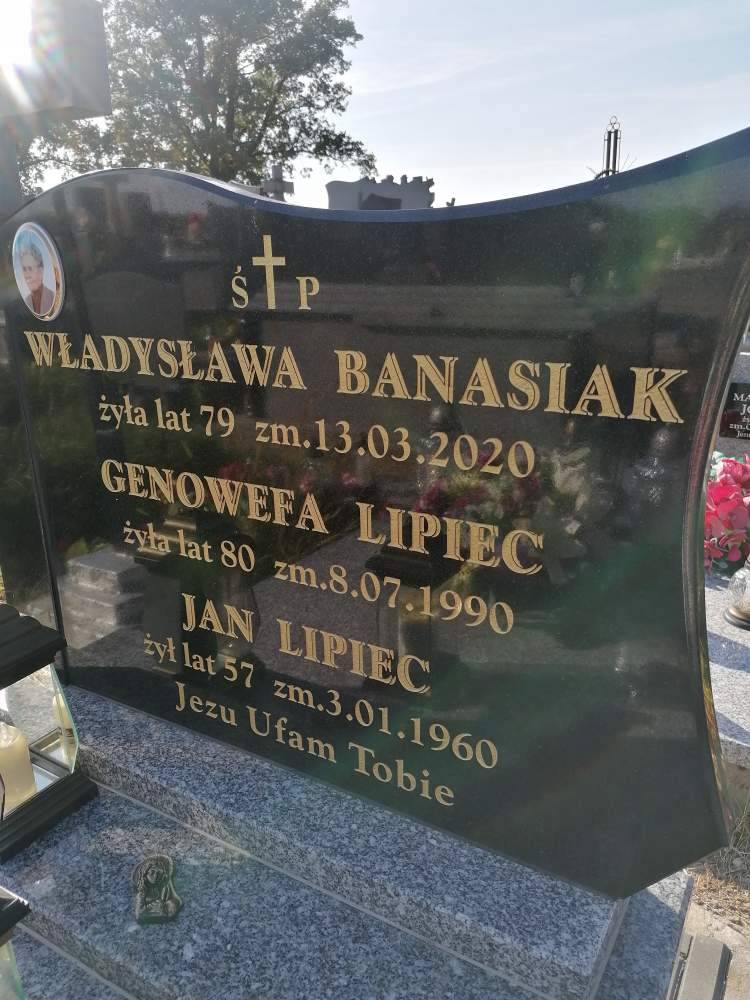 Ś P
WŁADYSŁAWA BANASIAK
żyła lat 79 zm.13.03.2020
GENOWEFA LIPIEC
żyła lat 80 zm.8.07.1990
JAN LIPIEC
żył lat 57 zm.3.01.1960
Jezu Ufam Tobie